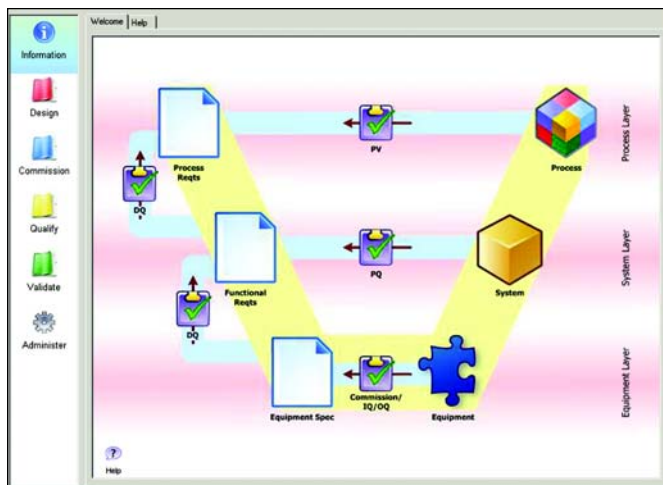 Welcome
Help
Information
Design
Commission
Qualify
Validate
Administer
Process
Reqts
PV
Process
Process Layer
DQ
Functional
Reqts
PQ
System
System Layer
DQ
Equipment Spec
Commission/
IQ/OQ
Equipment
Equipment Layer
Help